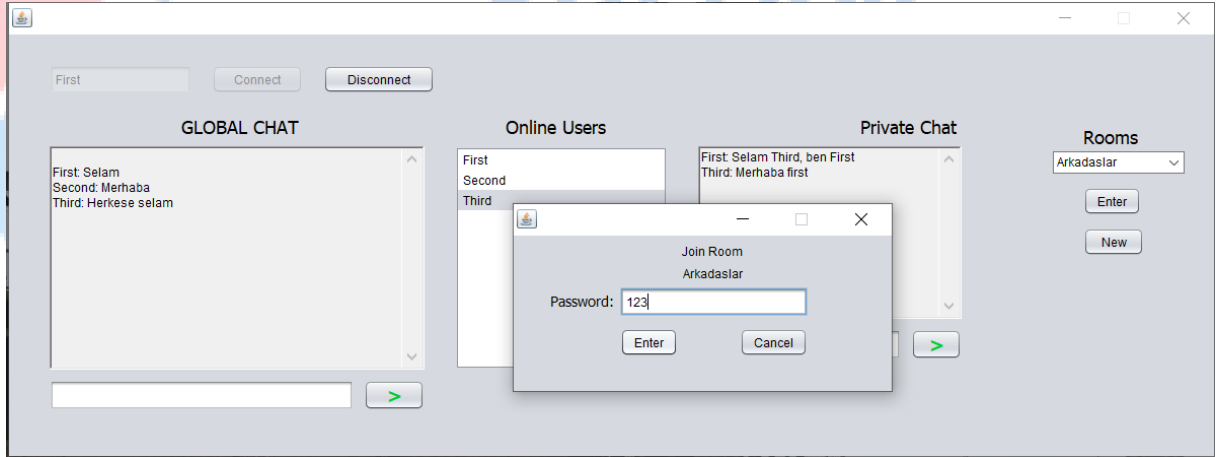 First
Connect
Disconnect
GLOBAL CHAT
First: Selam
Second: Merhaba
Third: Herkese selam
>
Online Users
First
Second
Third
Private Chat
First: Selam Third, ben First
Third: Merhaba first
>
Rooms
Arkadaslar
Enter
New
Join Room
Arkadaslar
Password: 123
Enter
Cancel